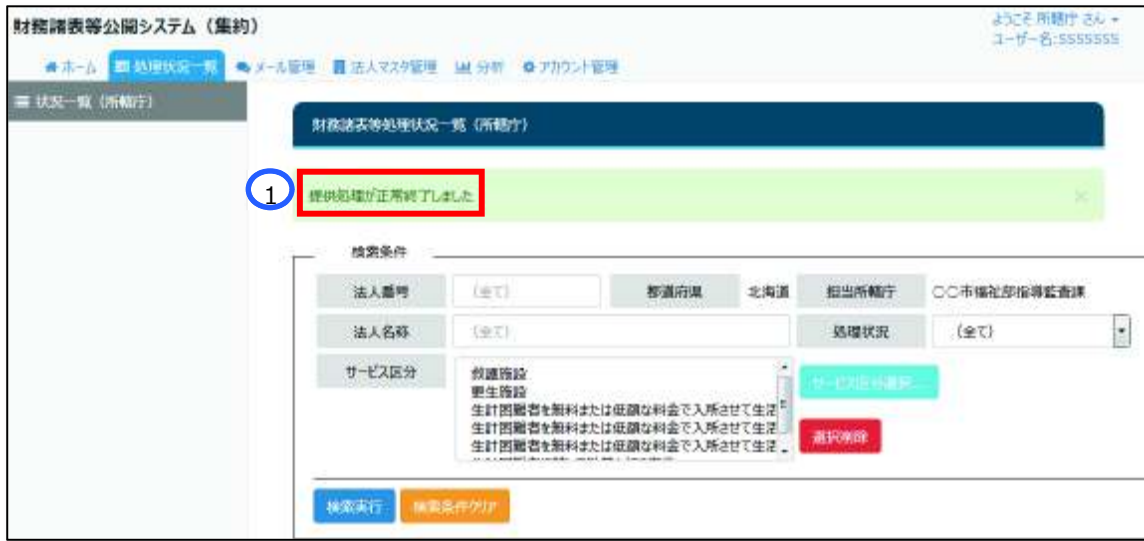 財務諸表等公開システム（集約）
ようこそ 所轄庁 さん
ユーザー名:SSSSSSS
ホーム 処理状況一覧 メール管理 法人マスタ管理 分析 アカウント管理
状況一覧（所轄庁）
財務諸表等処理状況一覧（所轄庁）
1 提供処理が正常終了しました ×
検索条件
法人番号 （全て） 都道府県 北海道 担当所轄庁 〇〇市福祉部指導監査課
法人名称 （全て） 処理状況 （全て）
サービス区分 救護施設
更生施設
生計困難者を無料または低額な料金で入所させて生活
生計困難者を無料または低額な料金で入所させて生活
生計困難者を無料または低額な料金で入所させて生活
サービス区分選択...
選択削除
検索実行 検索条件クリア